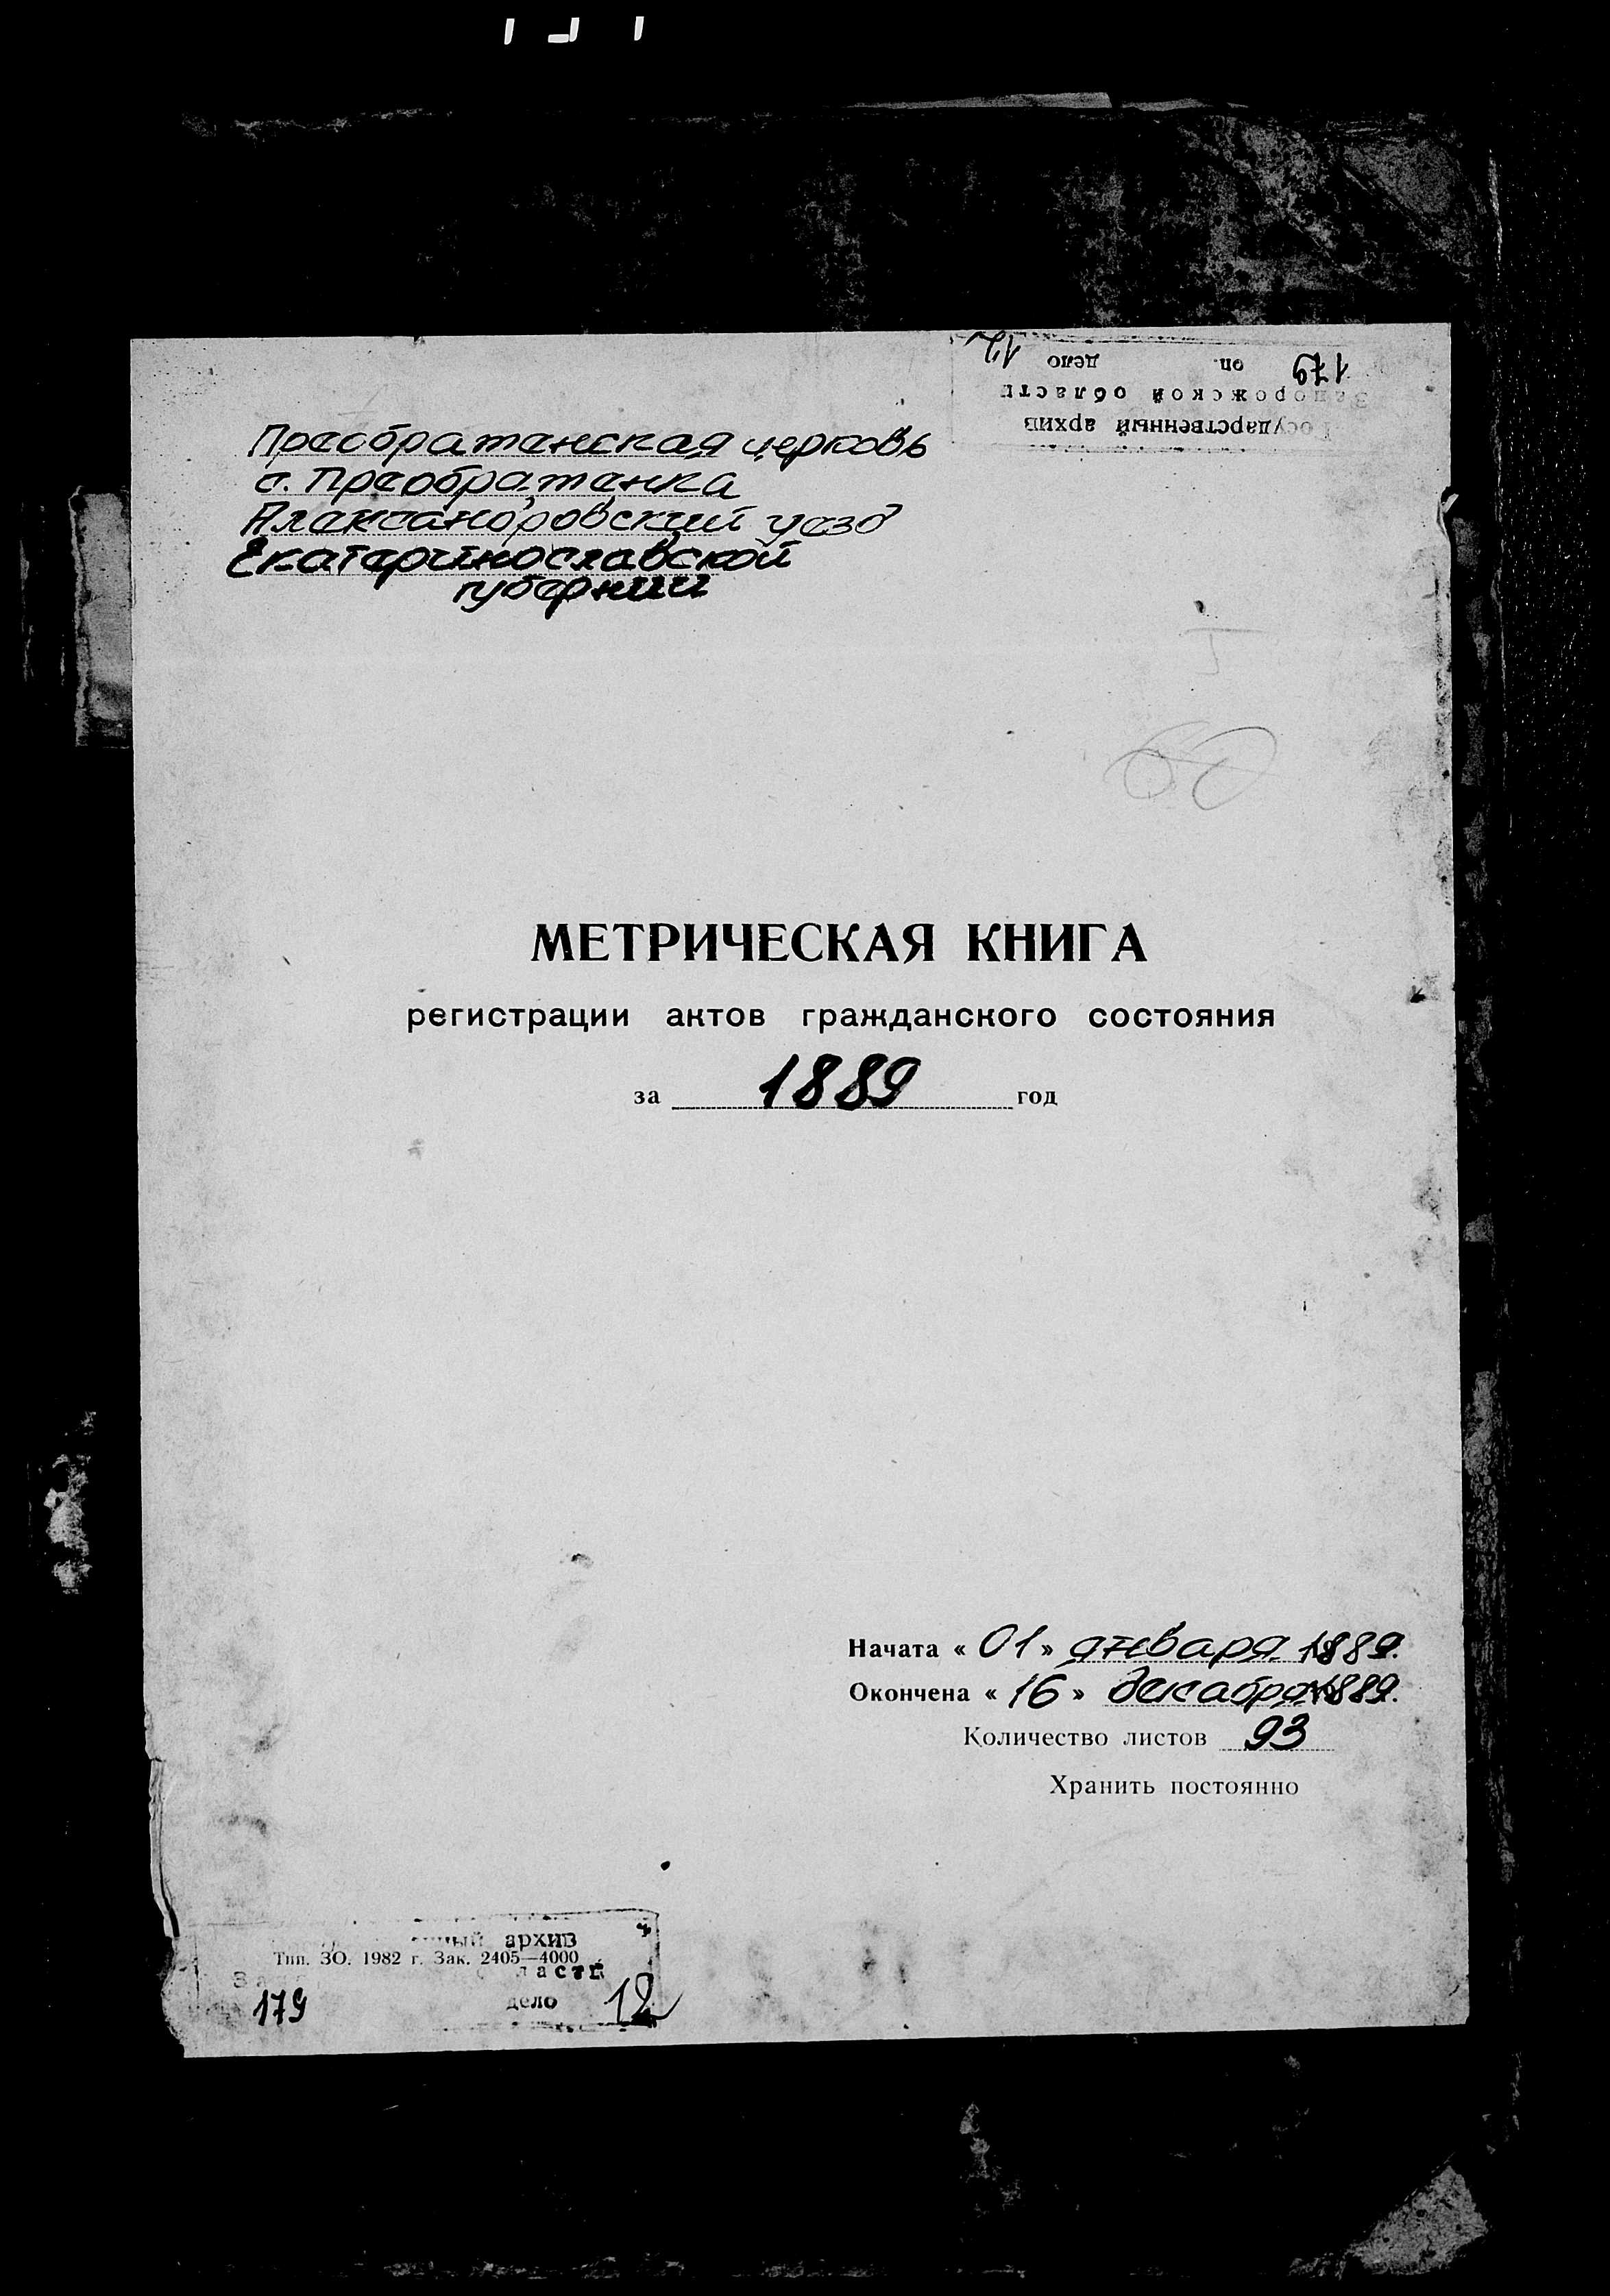 179 оп. дело 12
Запорожской области
Государственный архив
Преображенская церковь
с. Преображенка
Александровский уезд
Екатеринославской
губернии
60
МЕТРИЧЕСКАЯ КНИГА
регистрации актов гражданского состояния
за 1889 год
Начата « 01 » января 1889.
Окончена « 16 » декабря 1889.
Количество листов 93
Хранить постоянно
архив
Тип. ЗО. 1982 г. Зак. 2405—4000
179 дело 12